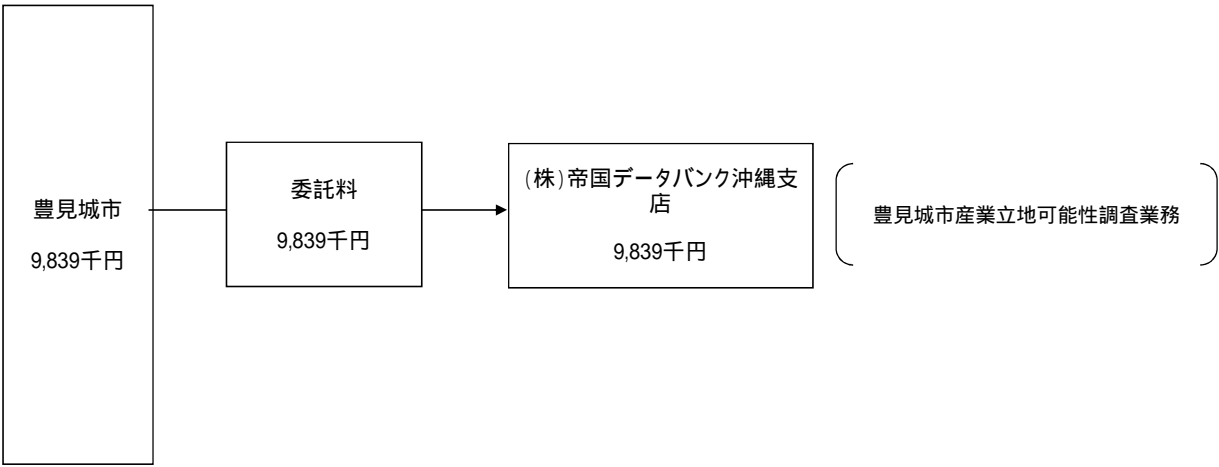 豊見城市
9,839千円
委託料
9,839千円
(株)帝国データバンク沖縄支
店
9,839千円
豊見城市産業立地可能性調査業務